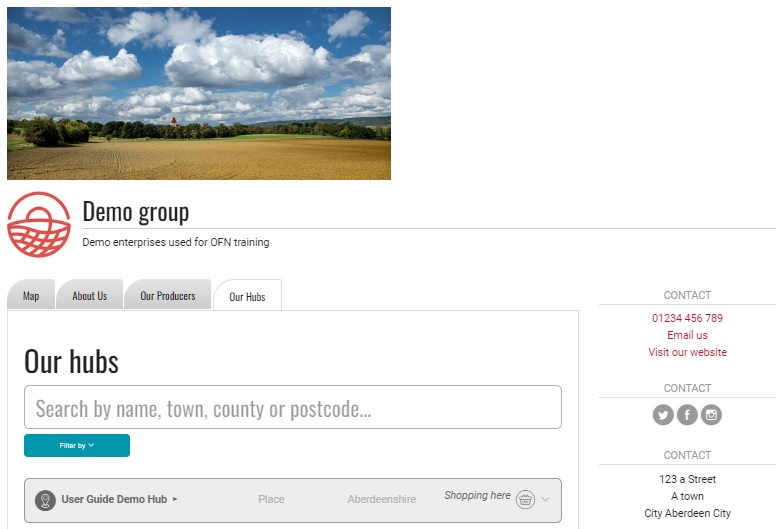 Demo group
Demo enterprises used for OFN training
Map
About Us
Our Producers
Our Hubs
Our hubs
Search by name, town, county or postcode...
Filter by
User Guide Demo Hub
Place
Aberdeenshire
Shopping here
CONTACT
01234 456 789
Email us
Visit our website
CONTACT
CONTACT
123 a Street
A town
City Aberdeen City